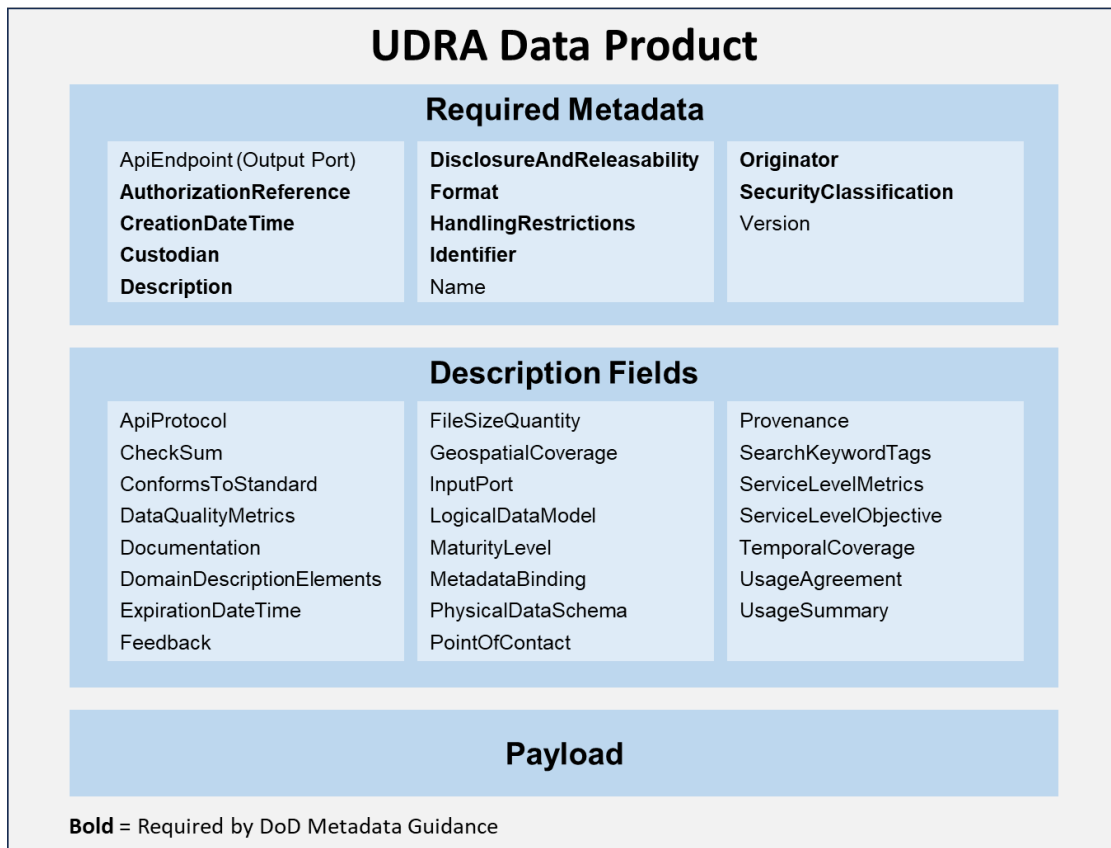 UDRA Data Product
Required Metadata
ApiEndpoint (Output Port)
AuthorizationReference
CreationDateTime
Custodian
Description
DisclosureAndReleasability
Format
HandlingRestrictions
Identifier
Name
Originator
SecurityClassification
Version
Description Fields
ApiProtocol
CheckSum
ConformsToStandard
DataQualityMetrics
Documentation
DomainDescriptionElements
ExpirationDateTime
Feedback
FileSizeQuantity
GeospatialCoverage
InputPort
LogicalDataModel
MaturityLevel
MetadataBinding
PhysicalDataSchema
PointOfContact
Provenance
SearchKeywordTags
ServiceLevelMetrics
ServiceLevelObjective
TemporalCoverage
UsageAgreement
UsageSummary
Payload
Bold = Required by DoD Metadata Guidance